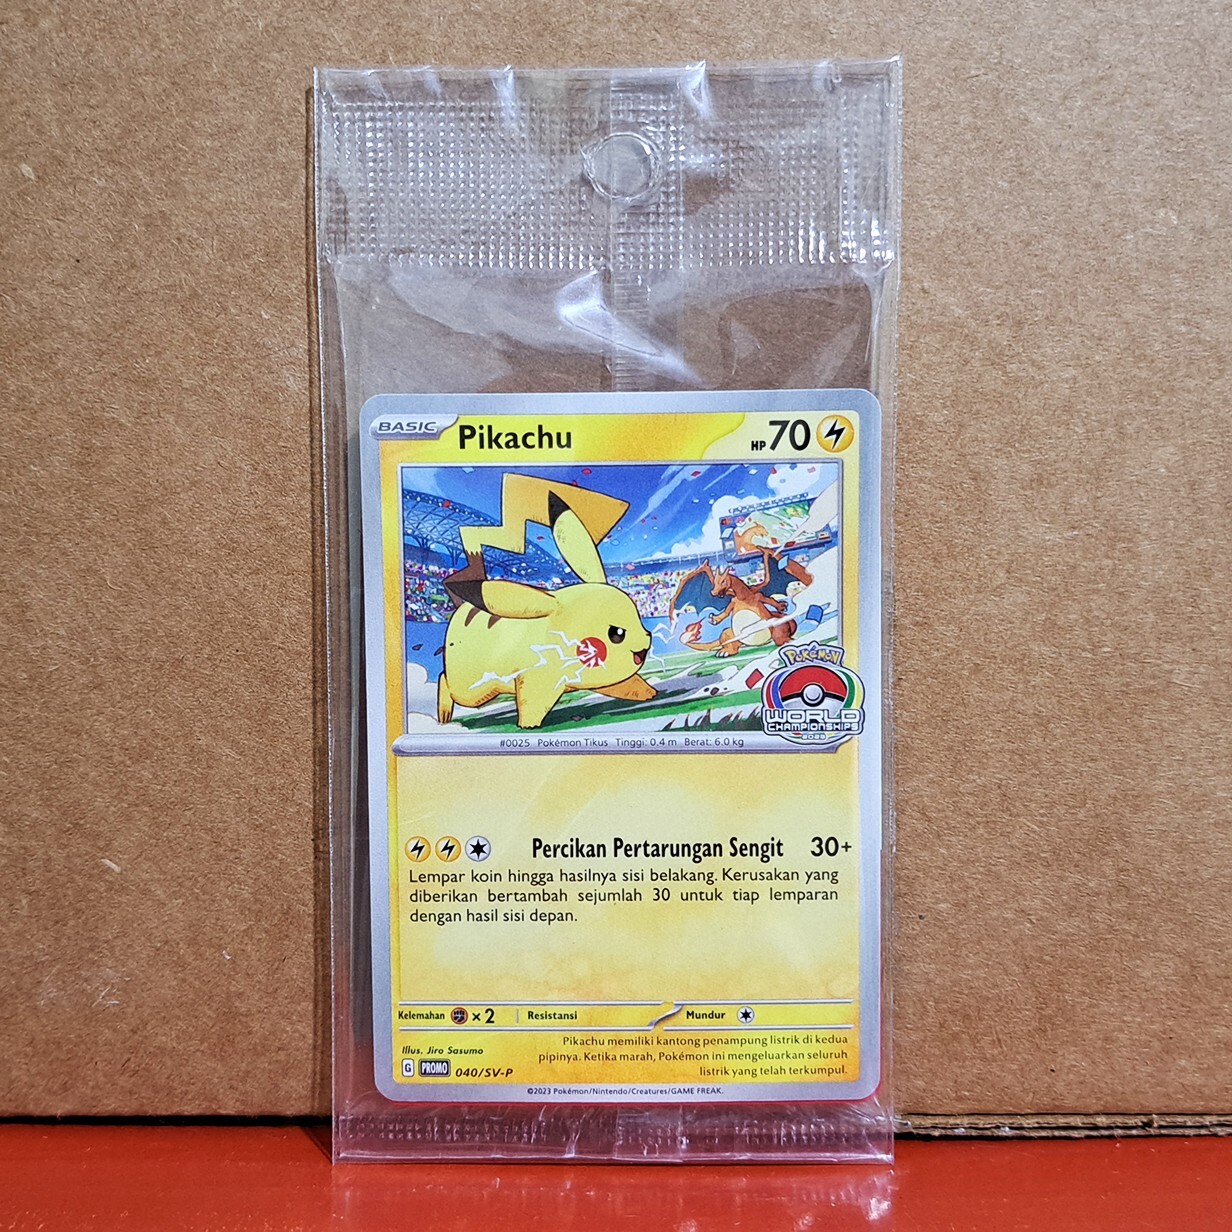 BASIC Pikachu HP 70
POKéMON
WORLD
CHAMPIONSHIPS
2023
#0025 Pokémon Tikus Tinggi: 0.4 m Berat: 6.0 kg
Percikan Pertarungan Sengit 30+
Lempar koin hingga hasilnya sisi belakang. Kerusakan yang
diberikan bertambah sejumlah 30 untuk tiap lemparan
dengan hasil sisi depan.
Kelemahan ×2 Resistansi Mundur
Illus. Jiro Sasumo
G PROMO 040/SV-P
Pikachu memiliki kantong penampung listrik di kedua
pipinya. Ketika marah, Pokémon ini mengeluarkan seluruh
listrik yang telah terkumpul.
©2023 Pokémon/Nintendo/Creatures/GAME FREAK.